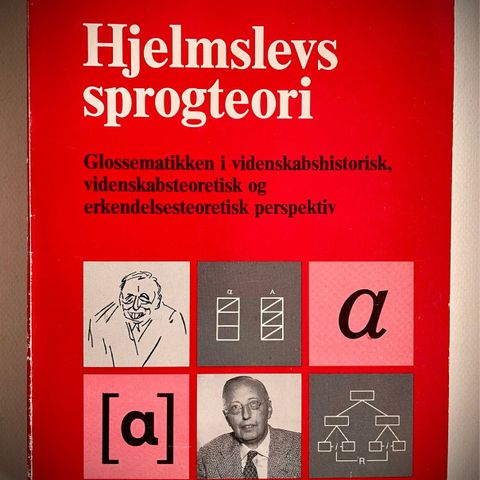 Hjelmslevs
sprogteori
Glossematikken i videnskabshistorisk,
videnskabsteoretisk og
erkendelsesteoretisk perspektiv
α A
a
[a]
i i
R